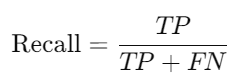 Recall = TP / TP + FN